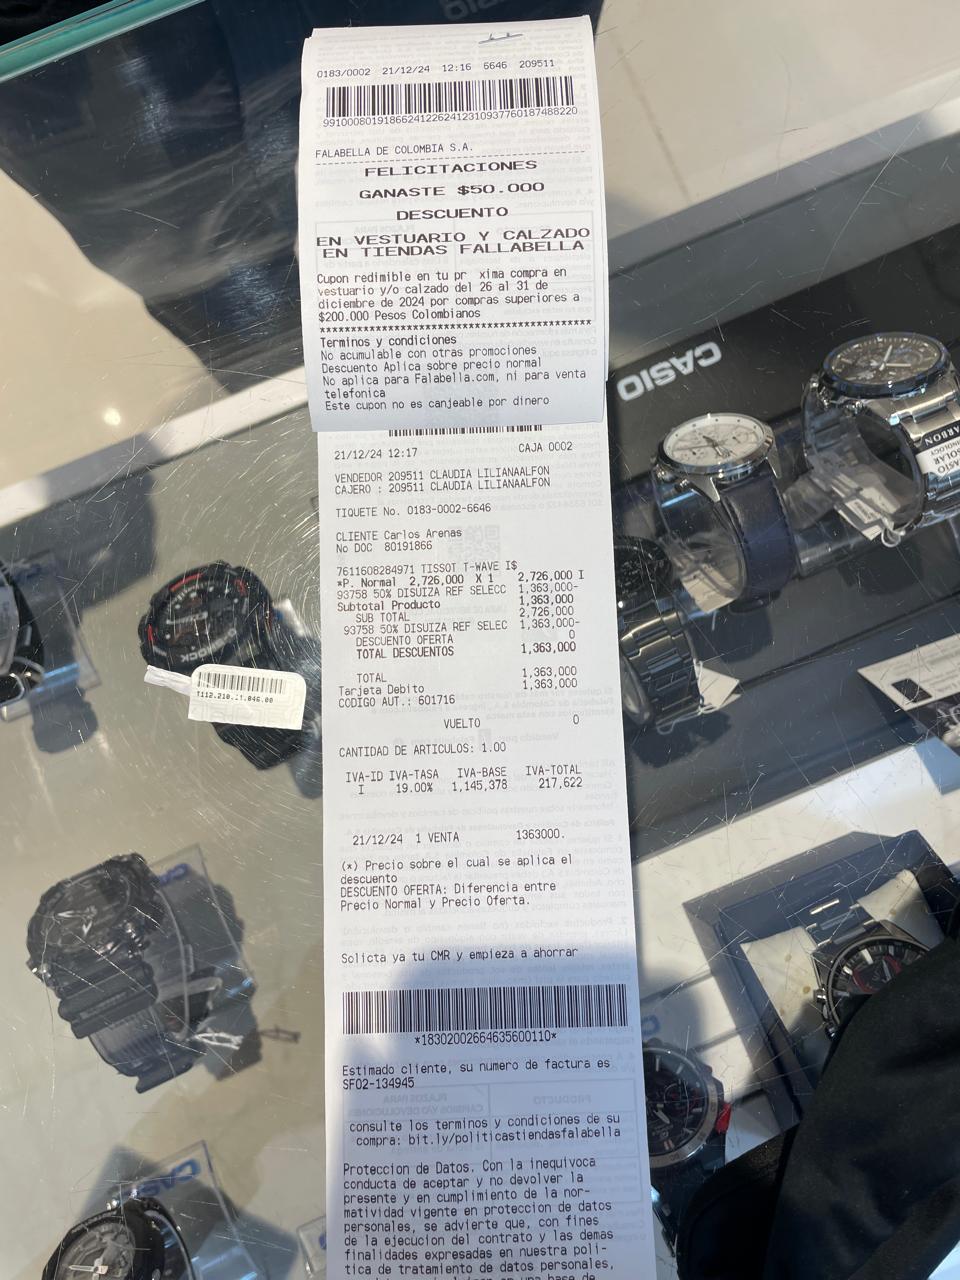 0183/0002 21/12/24 12:16 6646 209511
9910008019186624122624123109377601874882​20
FALABELLA DE COLOMBIA S.A.
FELICITACIONES
GANASTE $50.000
DESCUENTO
EN VESTUARIO Y CALZADO
EN TIENDAS FALLABELLA
Cupon redimible en tu pr xima compra en
vestuario y/o calzado del 26 al 31 de
diciembre de 2024 por compras superiores a
$200.000 Pesos Colombianos
******************************************
Terminos y condiciones
No acumulable con otras promociones
Descuento Aplica sobre precio normal
No aplica para Falabella.com, ni para venta
telefonica
Este cupon no es canjeable por dinero
21/12/24 12:17 CAJA 0002
VENDEDOR 209511 CLAUDIA LILIANAALFON
CAJERO : 209511 CLAUDIA LILIANAALFON
TIQUETE No. 0183-0002-6646
CLIENTE Carlos Arenas
No DOC 80191866
7611608284971 TISSOT T-WAVE I$
*P. Normal 2,726,000 X 1 2,726,000 I
93758 50% DISUIZA REF SELECC 1,363,000-
Subtotal Producto 1,363,000
SUB TOTAL 2,726,000
93758 50% DISUIZA REF SELEC 1,363,000-
DESCUENTO OFERTA 0
TOTAL DESCUENTOS 1,363,000
TOTAL 1,363,000
Tarjeta Debito 1,363,000
CODIGO AUT.: 601716
VUELTO 0
CANTIDAD DE ARTICULOS: 1.00
IVA-ID IVA-TASA IVA-BASE IVA-TOTAL
I 19.00% 1,145,378 217,622
21/12/24 1 VENTA 1363000.
(*) Precio sobre el cual se aplica el
descuento
DESCUENTO OFERTA: Diferencia entre
Precio Normal y Precio Oferta.
Solicta ya tu CMR y empieza a ahorrar
*18302002664635600110*
Estimado cliente, su numero de factura es
SF02-134945
consulte los terminos y condiciones de su
compra: bit.ly/politicastiendasfalabella
Proteccion de Datos. Con la inequivoca
conducta de aceptar y no devolver la
presente y en cumplimiento de la nor-
matividad vigente en proteccion de datos
personales, se advierte que, con fines
de la ejecucion del contrato y las demas
finalidades expresadas en nuestra poli-
tica de tratamiento de datos personales,
CASIO
CARBON
SOLAR
CASIO